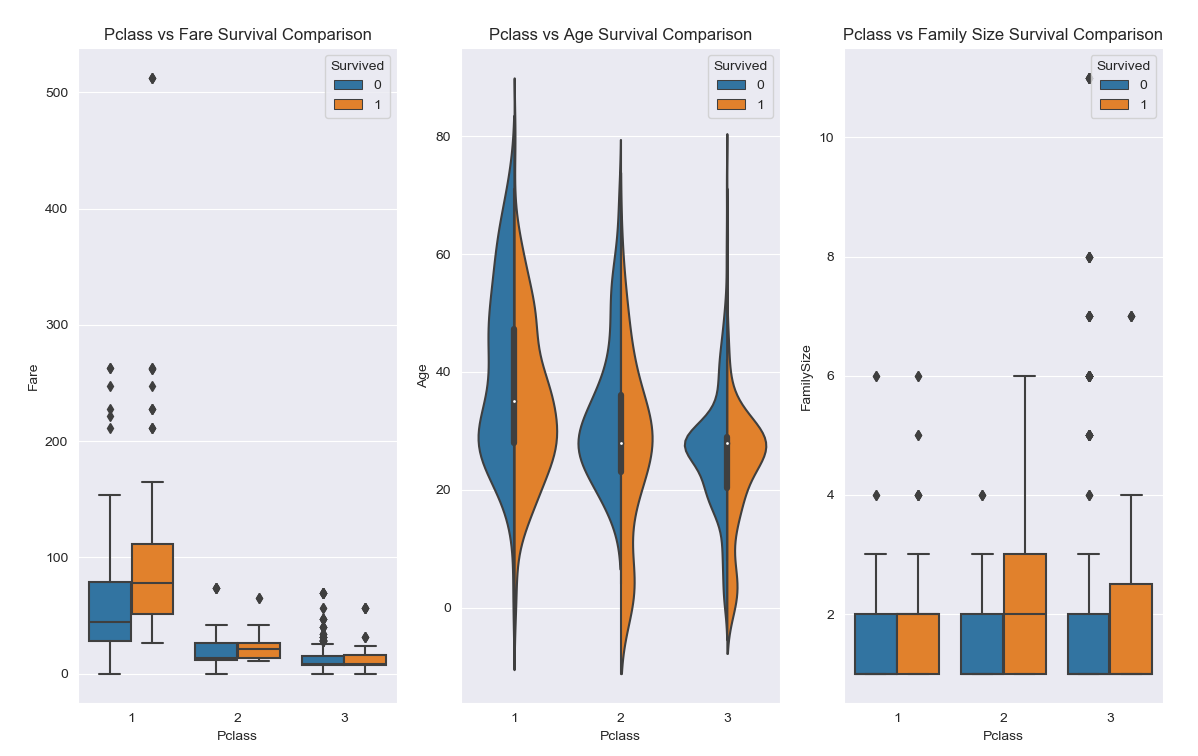 Pclass vs Fare Survival Comparison
Survived
0
1
500
400
300
200
100
0
Fare
1 2 3
Pclass
Pclass vs Age Survival Comparison
Survived
0
1
80
60
40
20
0
Age
1 2 3
Pclass
Pclass vs Family Size Survival Comparison
Survived
0
1
10
8
6
4
2
FamilySize
1 2 3
Pclass